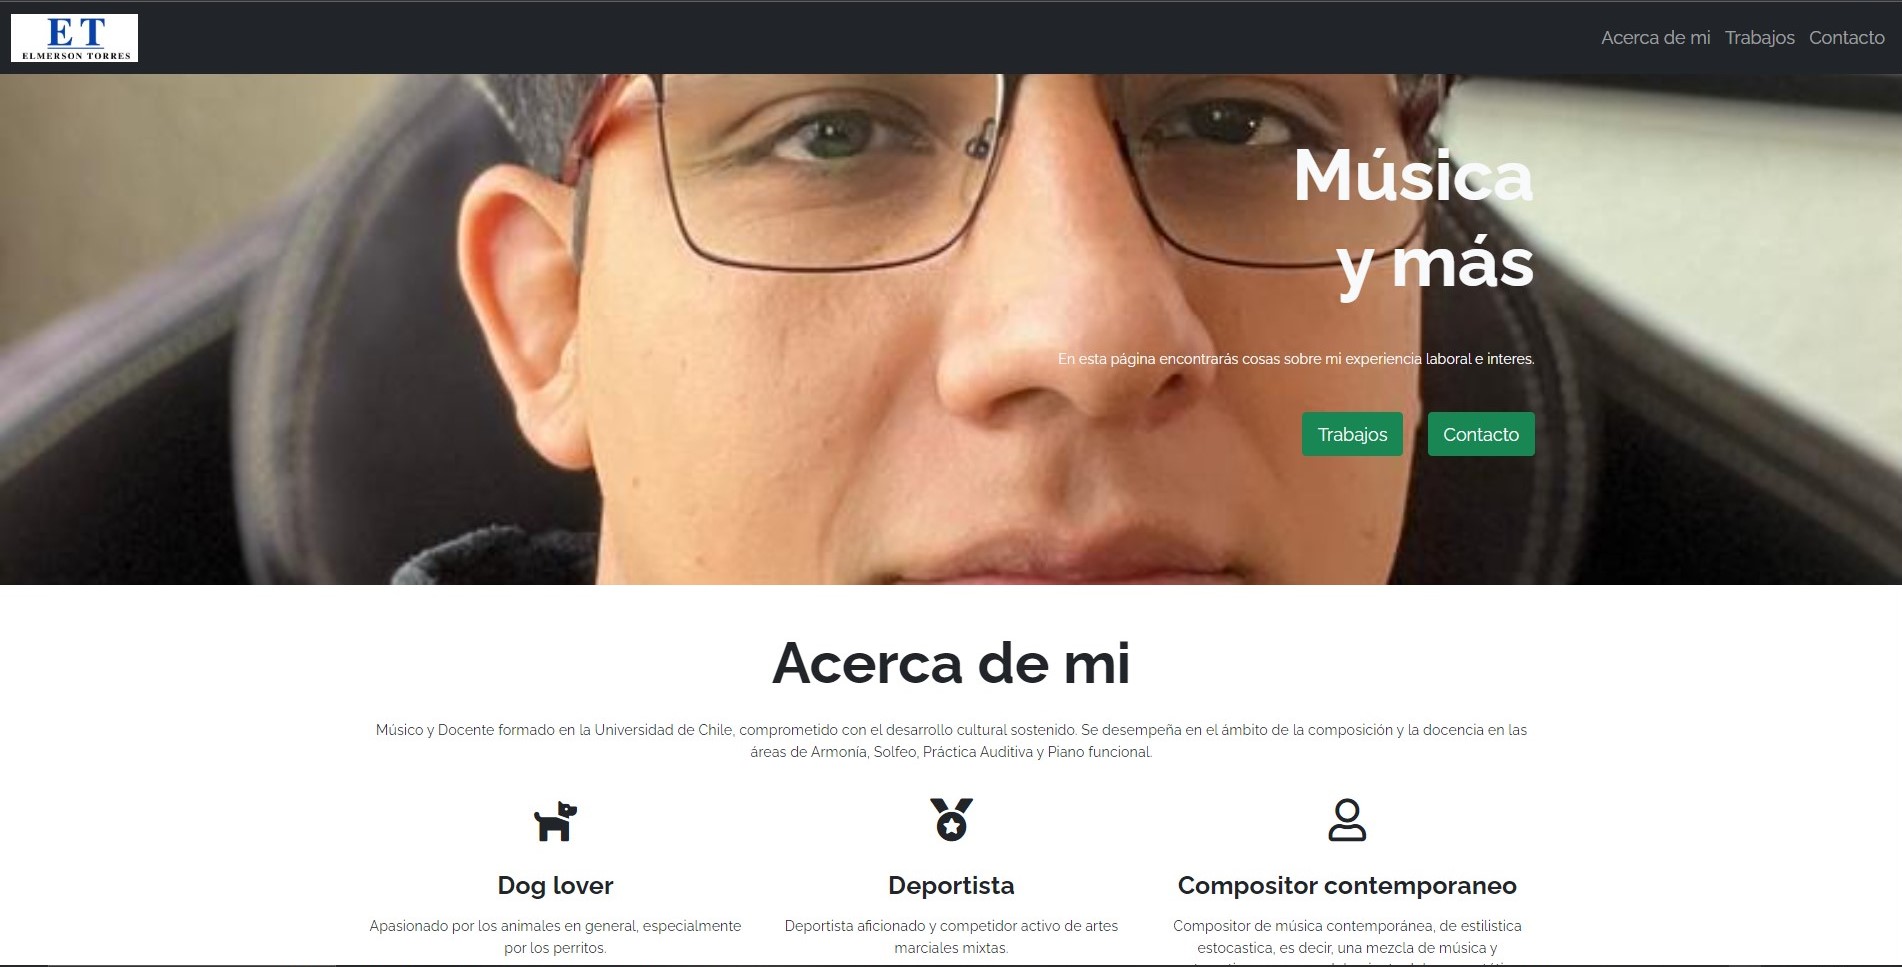 ET
ELMERSON TORRES
Acerca de mi Trabajos Contacto
Música
y más
En esta página encontrarás cosas sobre mi experiencia laboral e interes.
Trabajos Contacto
Acerca de mi
Músico y Docente formado en la Universidad de Chile, comprometido con el desarrollo cultural sostenido. Se desempeña en el ámbito de la composición y la docencia en las
áreas de Armonía, Solfeo, Práctica Auditiva y Piano funcional.
Dog lover
Apasionado por los animales en general, especialmente
por los perritos.
Deportista
Deportista aficionado y competidor activo de artes
marciales mixtas.
Compositor contemporaneo
Compositor de música contemporánea, de estilistica
estocastica, es decir, una mezcla de música y